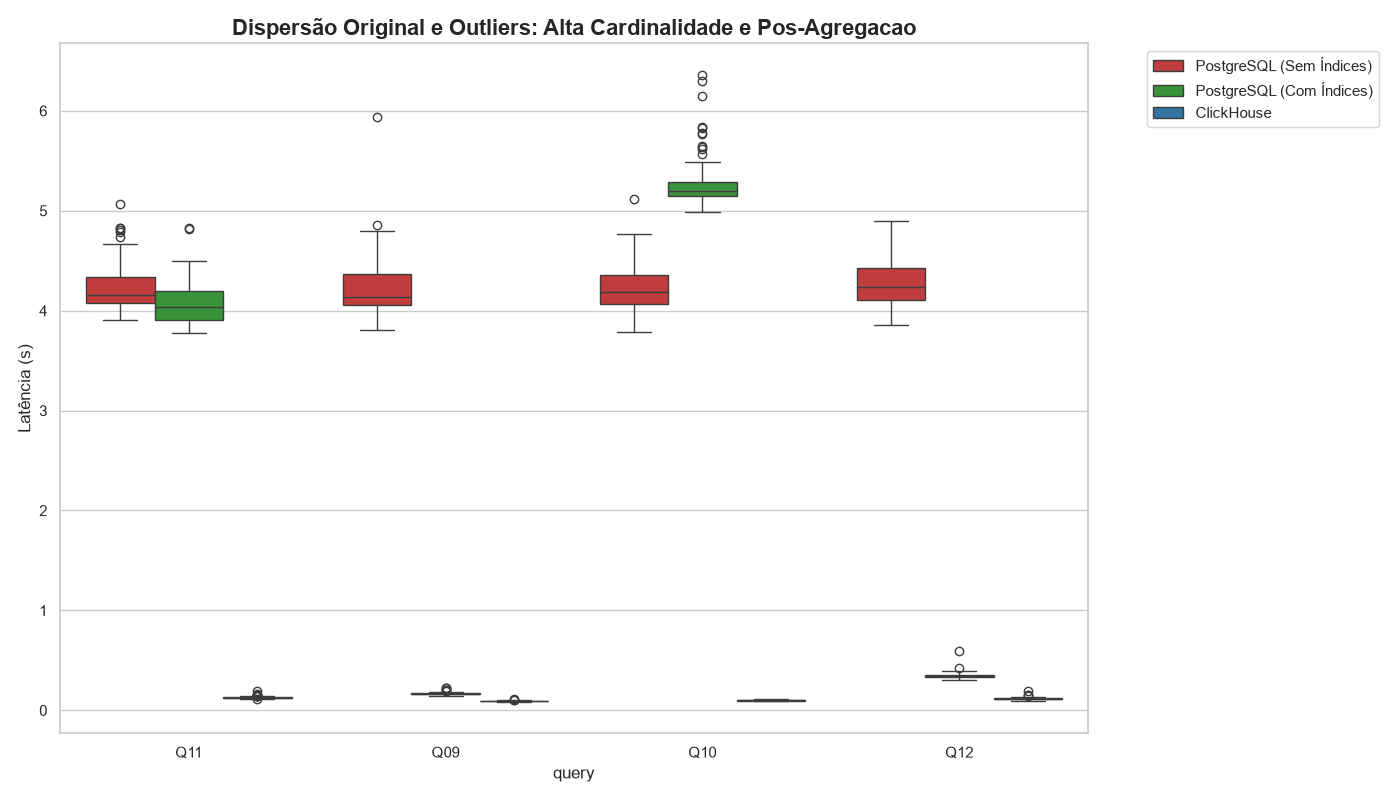 Dispersão Original e Outliers: Alta Cardinalidade e Pos-Agregacao
PostgreSQL (Sem Índices)
PostgreSQL (Com Índices)
ClickHouse
Latência (s)
6
5
4
3
2
1
0
Q11 Q09 Q10 Q12
query